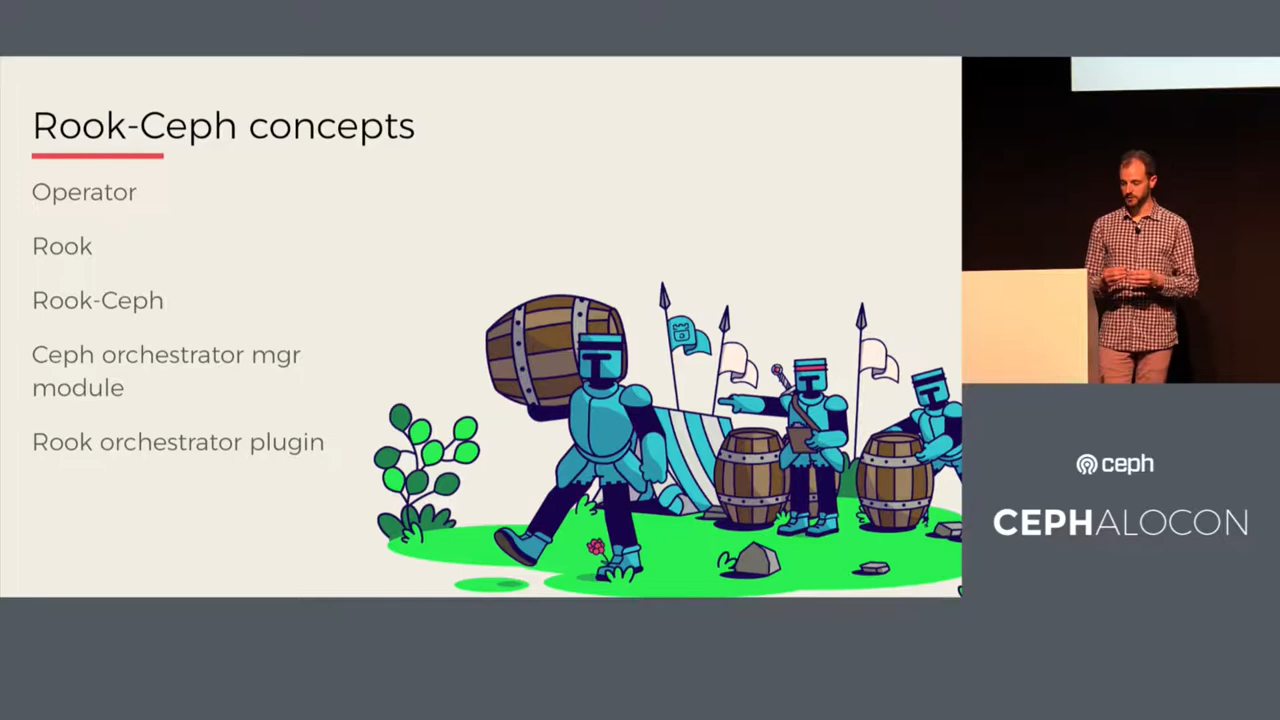 Rook-Ceph concepts
Operator
Rook
Rook-Ceph
Ceph orchestrator mgr
module
Rook orchestrator plugin
ceph
CEPHALOCON